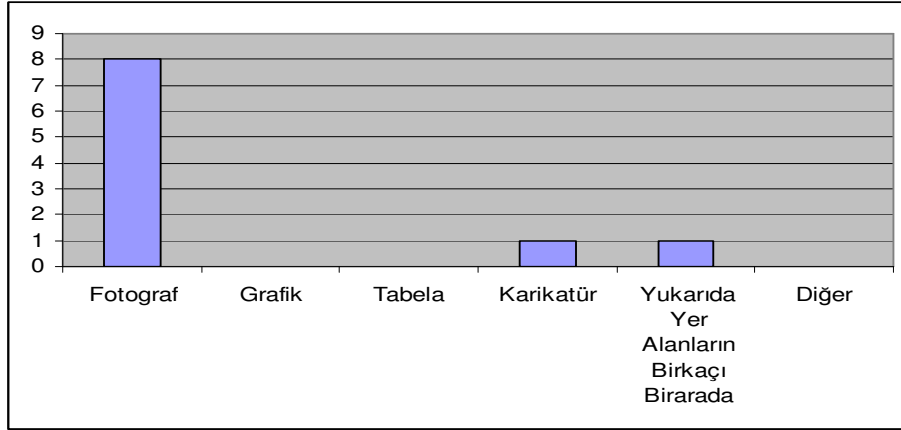 9
8
7
6
5
4
3
2
1
0
Fotograf
Grafik
Tabela
Karikatür
Yukarıda
Yer
Alanların
Birkaçı
Birarada
Diğer